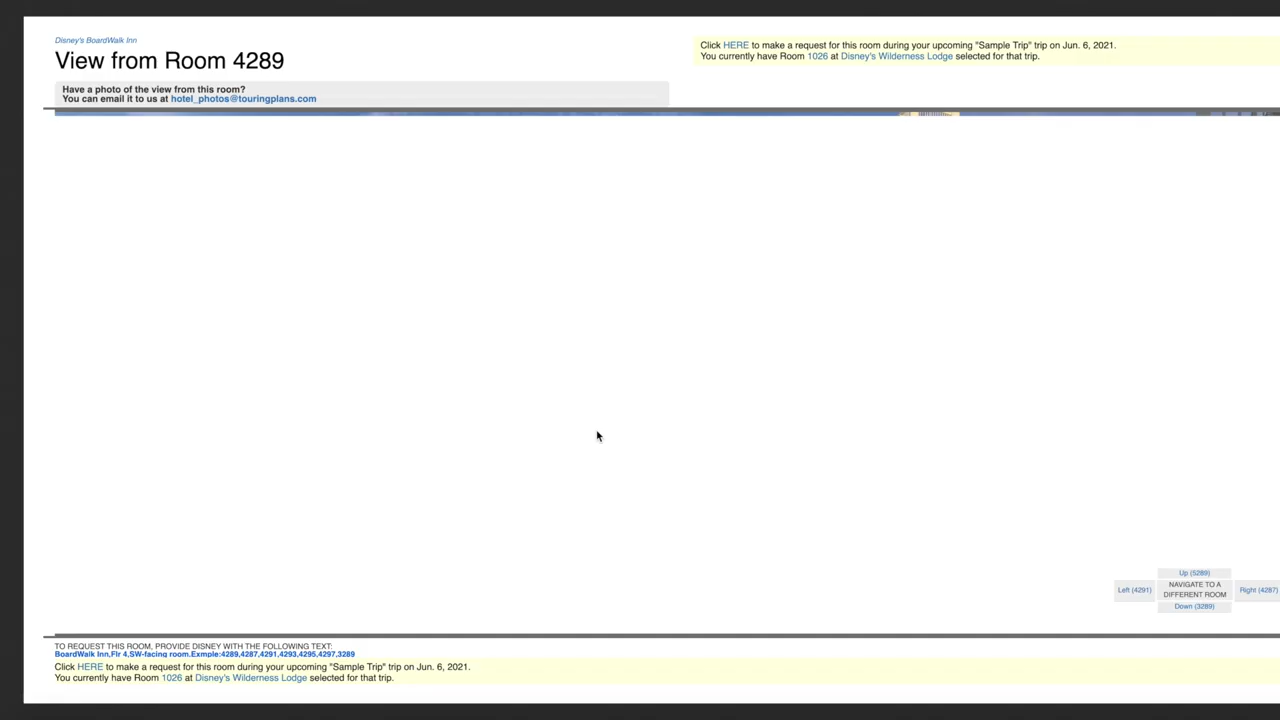 Disney's BoardWalk Inn
View from Room 4289
Click HERE to make a request for this room during your upcoming "Sample Trip" trip on Jun. 6, 2021.
You currently have Room 1026 at Disney's Wilderness Lodge selected for that trip.
Have a photo of the view from this room?
You can email it to us at hotel_photos@touringplans.com
Up (5289)
Left (4291)
NAVIGATE TO A
DIFFERENT ROOM
Right (4287)
Down (3289)
TO REQUEST THIS ROOM, PROVIDE DISNEY WITH THE FOLLOWING TEXT:
BoardWalk Inn,Flr 4,SW-facing room.Exmple:4289,4287,4291,4293,4295,4297,3289
Click HERE to make a request for this room during your upcoming "Sample Trip" trip on Jun. 6, 2021.
You currently have Room 1026 at Disney's Wilderness Lodge selected for that trip.